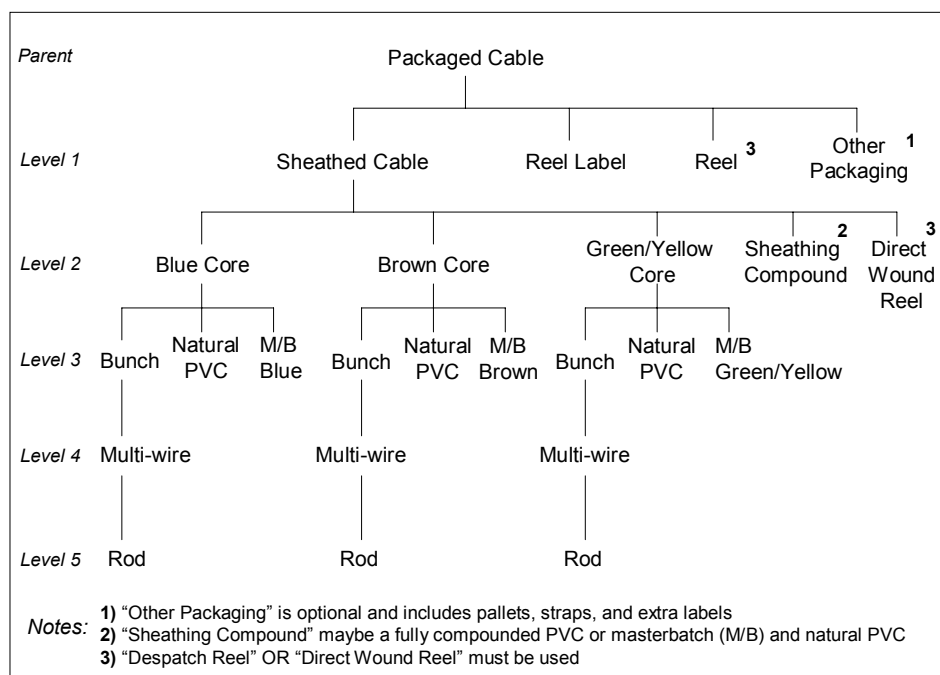 Parent
Packaged Cable
Level 1
Sheathed Cable
Reel Label
Reel 3
Other 1
Packaging
Level 2
Blue Core
Brown Core
Green/Yellow
Core
Sheathing 2
Compound
Direct 3
Wound
Reel
Level 3
Bunch
Natural
PVC
M/B
Blue
Bunch
Natural
PVC
M/B
Brown
Bunch
Natural
PVC
M/B
Green/Yellow
Level 4
Multi-wire
Multi-wire
Multi-wire
Level 5
Rod
Rod
Rod
Notes:
1) “Other Packaging” is optional and includes pallets, straps, and extra labels
2) “Sheathing Compound” maybe a fully compounded PVC or masterbatch (M/B) and natural PVC
3) “Despatch Reel” OR “Direct Wound Reel” must be used